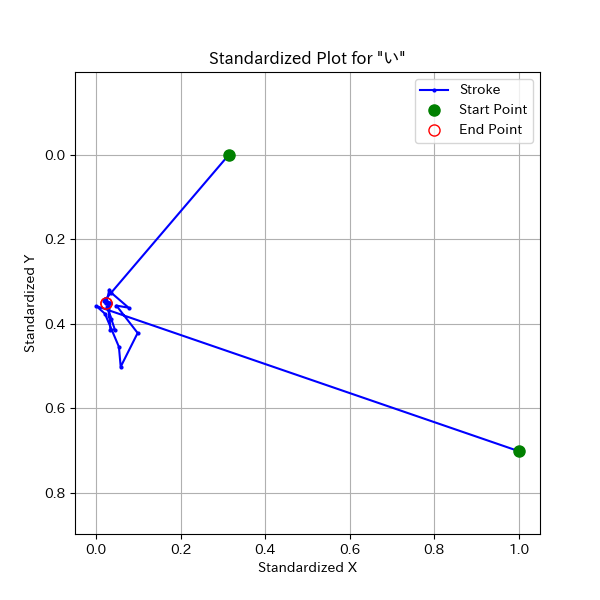 Standardized Plot for "い"
Stroke
Start Point
End Point
Standardized Y
0.0
0.2
0.4
0.6
0.8
0.0 0.2 0.4 0.6 0.8 1.0
Standardized X